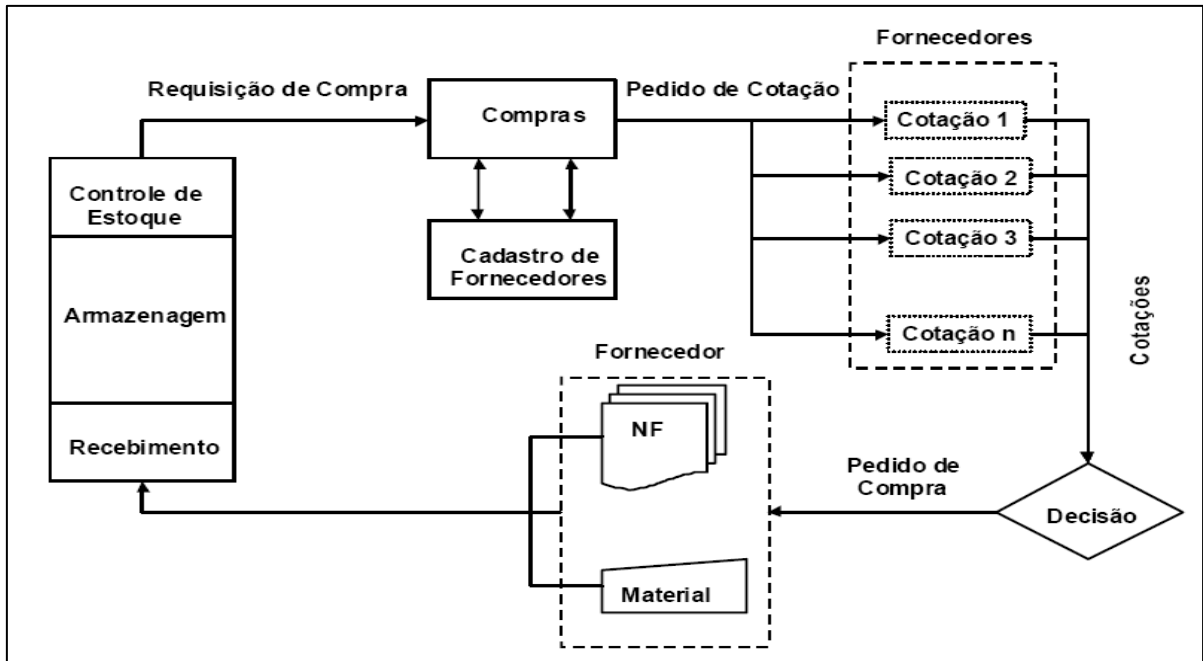 Fornecedores
Requisição de Compra
Compras
Pedido de Cotação
Cotação 1
Cotação 2
Cotação 3
Cotação n
Controle de
Estoque
Armazenagem
Recebimento
Cadastro de
Fornecedores
Cotações
Fornecedor
NF
Material
Pedido de
Compra
Decisão